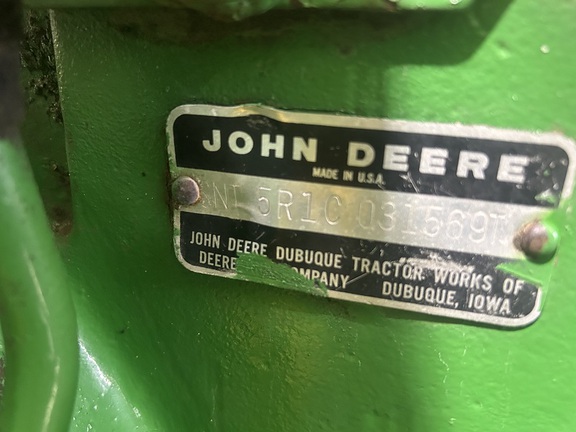 JOHN DEERE
MADE IN U.S.A.
5R1C 031569T
JOHN DEERE DUBUQUE TRACTOR WORKS OF
DEERE COMPANY DUBUQUE, IOWA